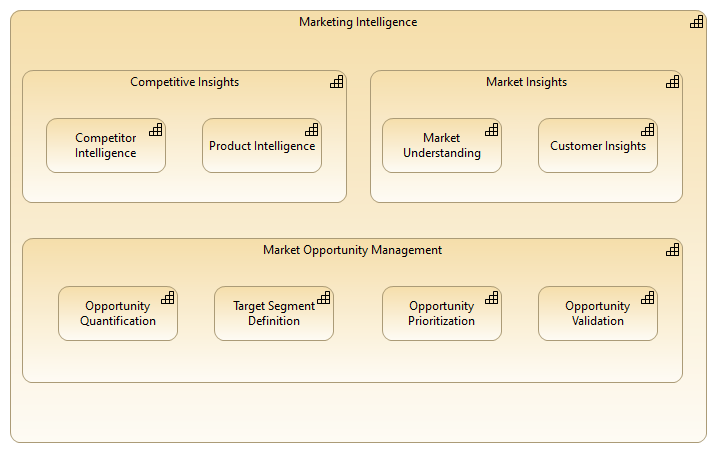 Marketing Intelligence
Competitive Insights
Competitor
Intelligence
Product Intelligence
Market Insights
Market
Understanding
Customer Insights
Market Opportunity Management
Opportunity
Quantification
Target Segment
Definition
Opportunity
Prioritization
Opportunity
Validation